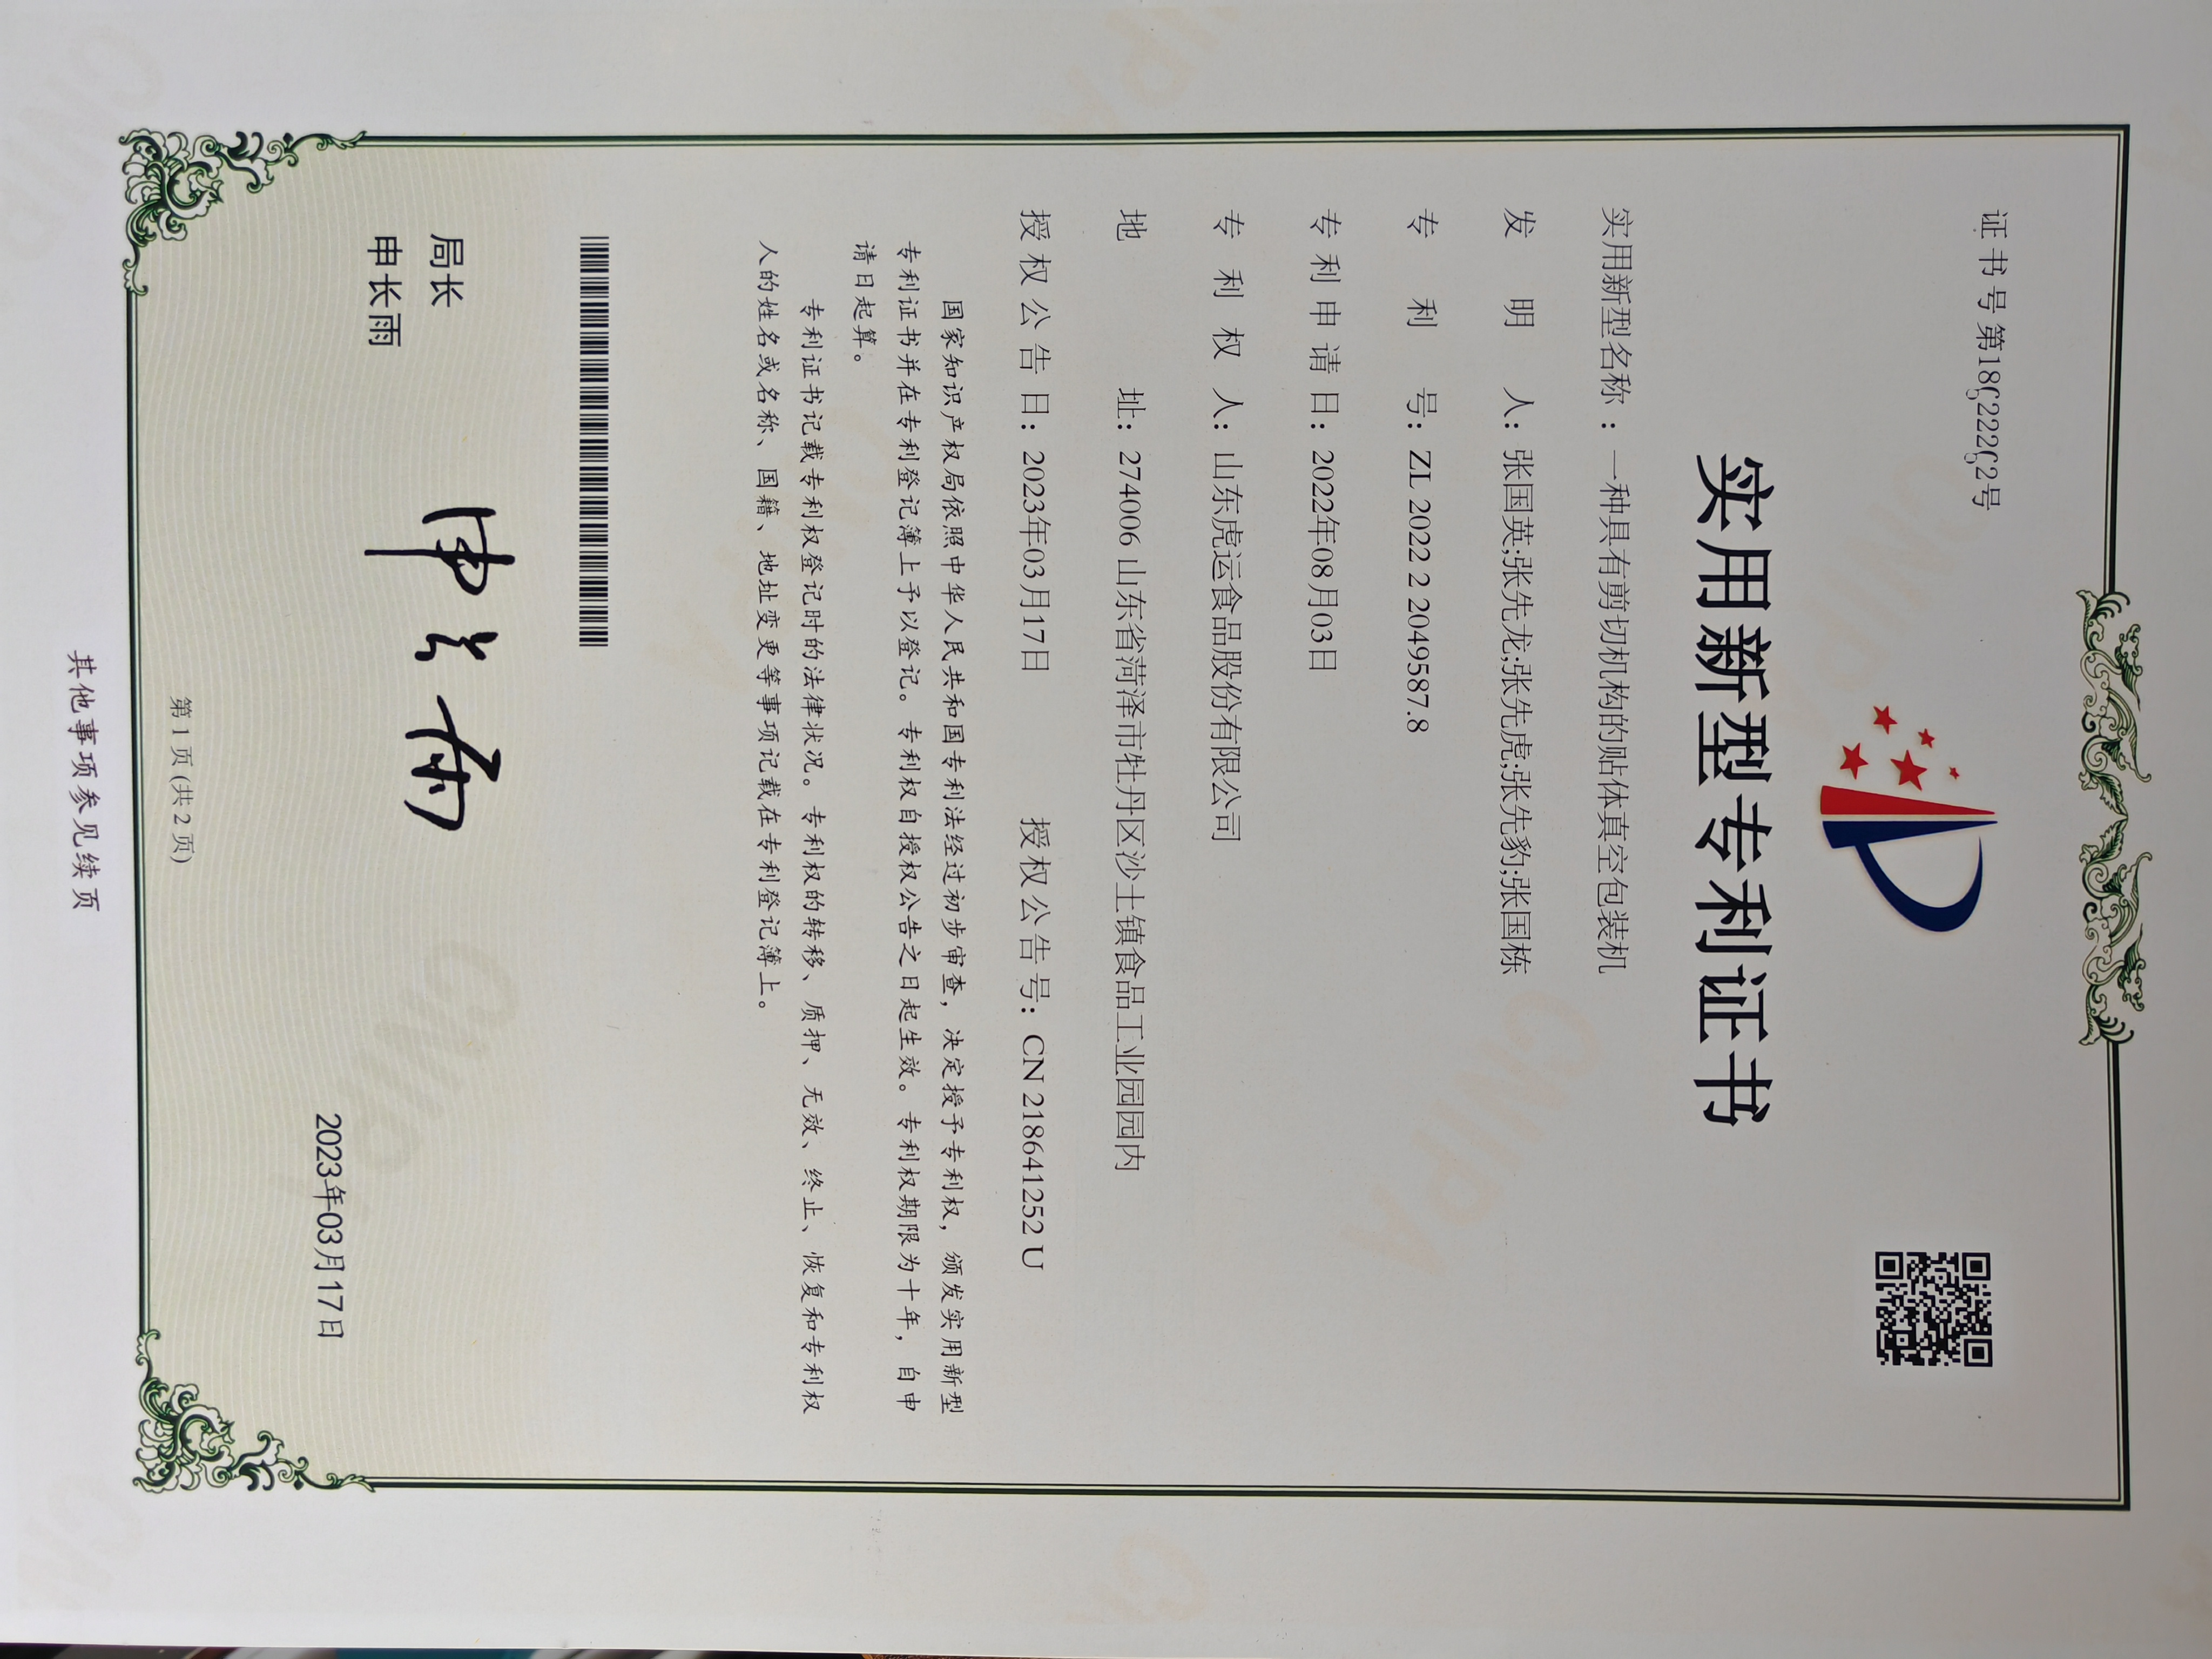 实用新型专利证书
实用新型名称：一种具有剪切机构的贴体真空包装机
发明人：张国英;张先龙;张先虎;张先豹;张国栋
专利号：ZL 2022 2 2049587.8
专利申请日：2022年08月03日
专利权人：山东虎运食品股份有限公司
地址：274006 山东省菏泽市牡丹区沙土镇食品工业园园内
授权公告日：2023年03月17日 授权公告号：CN 218641252 U
国家知识产权局依照中华人民共和国专利法经过初步审查，决定授予专利权，颁发实用新型
专利证书并在专利登记簿上予以登记。专利权自授权公告之日起生效。专利权期限为十年，自申
请日起算。
专利证书记载专利权登记时的法律状况。专利权的转移、质押、无效、终止、恢复和专利权
人的姓名或名称、国籍、地址变更等事项记载在专利登记簿上。
局长
申长雨
申长雨
2023年03月17日
第 1 页 (共 2 页)
其他事项参见续页
CNIPA